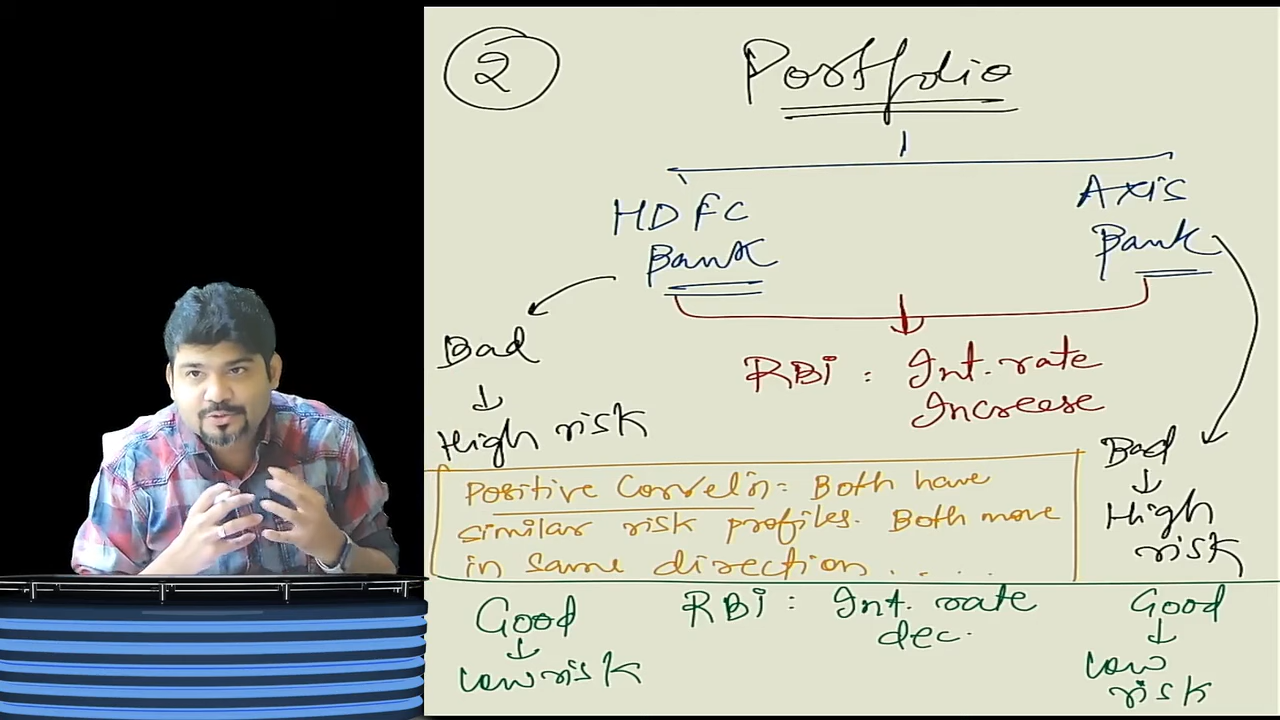 2
Portfolio
HDFC
Bank
Axis
Bank
RBI : Int. rate
Increase
Bad
High risk
Bad
High
risk
Positive Correl'n = Both have
similar risk profiles. Both move
in same direction . . . . .
Good
Low risk
RBI : Int. rate
dec.
Good
Low
risk